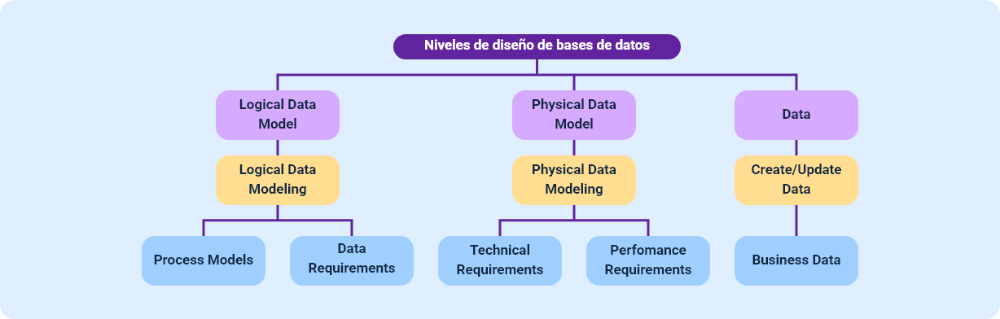 Niveles de diseño de bases de datos
Logical Data
Model
Physical Data
Model
Data
Logical Data
Modeling
Physical Data
Modeling
Create/Update
Data
Process Models
Data
Requirements
Technical
Requirements
Perfomance
Requirements
Business Data